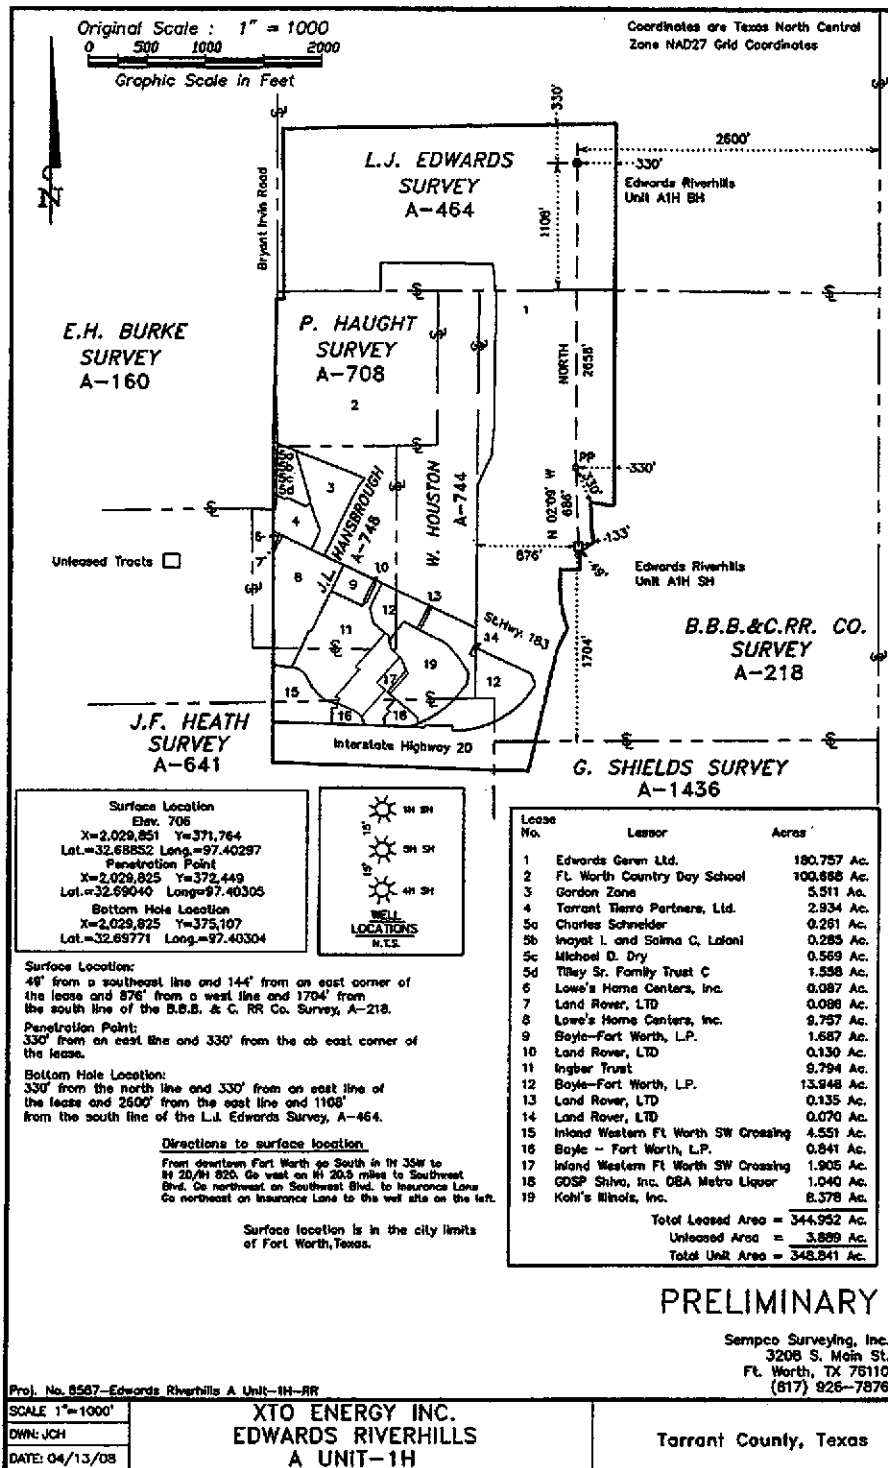 Original Scale : 1" = 1000
0 500 1000 2000
Graphic Scale in Feet
Coordinates are Texas North Central
Zone NAD27 Grid Coordinates
330'
2600'
L.J. EDWARDS
SURVEY
A-464
330'
Edwards Riverhills
Unit A1H BH
1108'
Bryant Irvin Road
1
E.H. BURKE
SURVEY
A-160
P. HAUGHT
SURVEY
A-708
2
NORTH
2658'
PP
330'
330'
3
4
J.L. HANSBROUGH
A-748
W. HOUSTON
A-744
N 02°09' W
686'
133'
876'
49'
6
7
Unleased Tracts
8
9
10
Edwards Riverhills
Unit A1H SH
12
13
St.Hwy. 183
14
11
19
12
1704'
B.B.B.&C.RR. CO.
SURVEY
A-218
15
17
16
18
J.F. HEATH
SURVEY
A-641
Interstate Highway 20
G. SHIELDS SURVEY
A-1436
Surface Location
Elev. 706
X=2,029,851 Y=371,764
Lat.=32.68852 Long.=97.40297
Penetration Point
X=2,029,825 Y=372,449
Lat.=32.69040 Long=97.40305
Bottom Hole Location
X=2,029,825 Y=375,107
Lat.=32.69771 Long.=97.40304
1H SH
15'
3H SH
15'
4H SH
WELL
LOCATIONS
N.T.S.
Lease No. Lessor Acres
1 Edwards Geren Ltd. 180.757 Ac.
2 Ft. Worth Country Day School 100.668 Ac.
3 Gordon Zone 5.511 Ac.
4 Tarrant Tierra Partners, Ltd. 2.934 Ac.
5a Charles Schneider 0.261 Ac.
5b Inayat I. and Salma C. Lalani 0.285 Ac.
5c Michael D. Dry 0.569 Ac.
5d Tilley Sr. Family Trust C 1.558 Ac.
6 Lowe's Home Centers, Inc. 0.087 Ac.
7 Land Rover, LTD 0.086 Ac.
8 Lowe's Home Centers, Inc. 9.757 Ac.
9 Boyle-Fort Worth, L.P. 1.687 Ac.
10 Land Rover, LTD 0.130 Ac.
11 Ingber Trust 9.794 Ac.
12 Boyle-Fort Worth, L.P. 13.948 Ac.
13 Land Rover, LTD 0.135 Ac.
14 Land Rover, LTD 0.070 Ac.
15 Inland Western Ft Worth SW Crossing 4.551 Ac.
16 Boyle - Fort Worth, L.P. 0.841 Ac.
17 Inland Western Ft Worth SW Crossing 1.905 Ac.
18 GDSP Shiva, Inc. DBA Metro Liquor 1.040 Ac.
19 Kohl's Illinois, Inc. 8.378 Ac.
Total Leased Area = 344.952 Ac.
Unleased Area = 3.889 Ac.
Total Unit Area = 348.841 Ac.
Surface Location:
49' from a southeast line and 144' from an east corner of
the lease and 876' from a west line and 1704' from
the south line of the B.B.B. & C. RR Co. Survey, A-218.
Penetration Point:
330' from an east line and 330' from the ab east corner of
the lease.
Bottom Hole Location:
330' from the north line and 330' from an east line of
the lease and 2600' from the east line and 1108'
from the south line of the L.J. Edwards Survey, A-464.
Directions to surface location
From downtown Fort Worth go South in IH 35W to
IH 20/IH 820. Go west on IH 20.5 miles to Southwest
Blvd. Go northwest on Southwest Blvd. to Insurance Lane
Go northeast on Insurance Lane to the well site on the left.
Surface location is in the city limits
of Fort Worth, Texas.
PRELIMINARY
Sempco Surveying, Inc.
3208 S. Main St.
Ft. Worth, TX 76110
(817) 926-7876
Proj. No. 8587-Edwards Riverhills A Unit-1H-RR
SCALE 1"=1000'
DWN: JCH
DATE: 04/13/08
XTO ENERGY INC.
EDWARDS RIVERHILLS
A UNIT-1H
Tarrant County, Texas